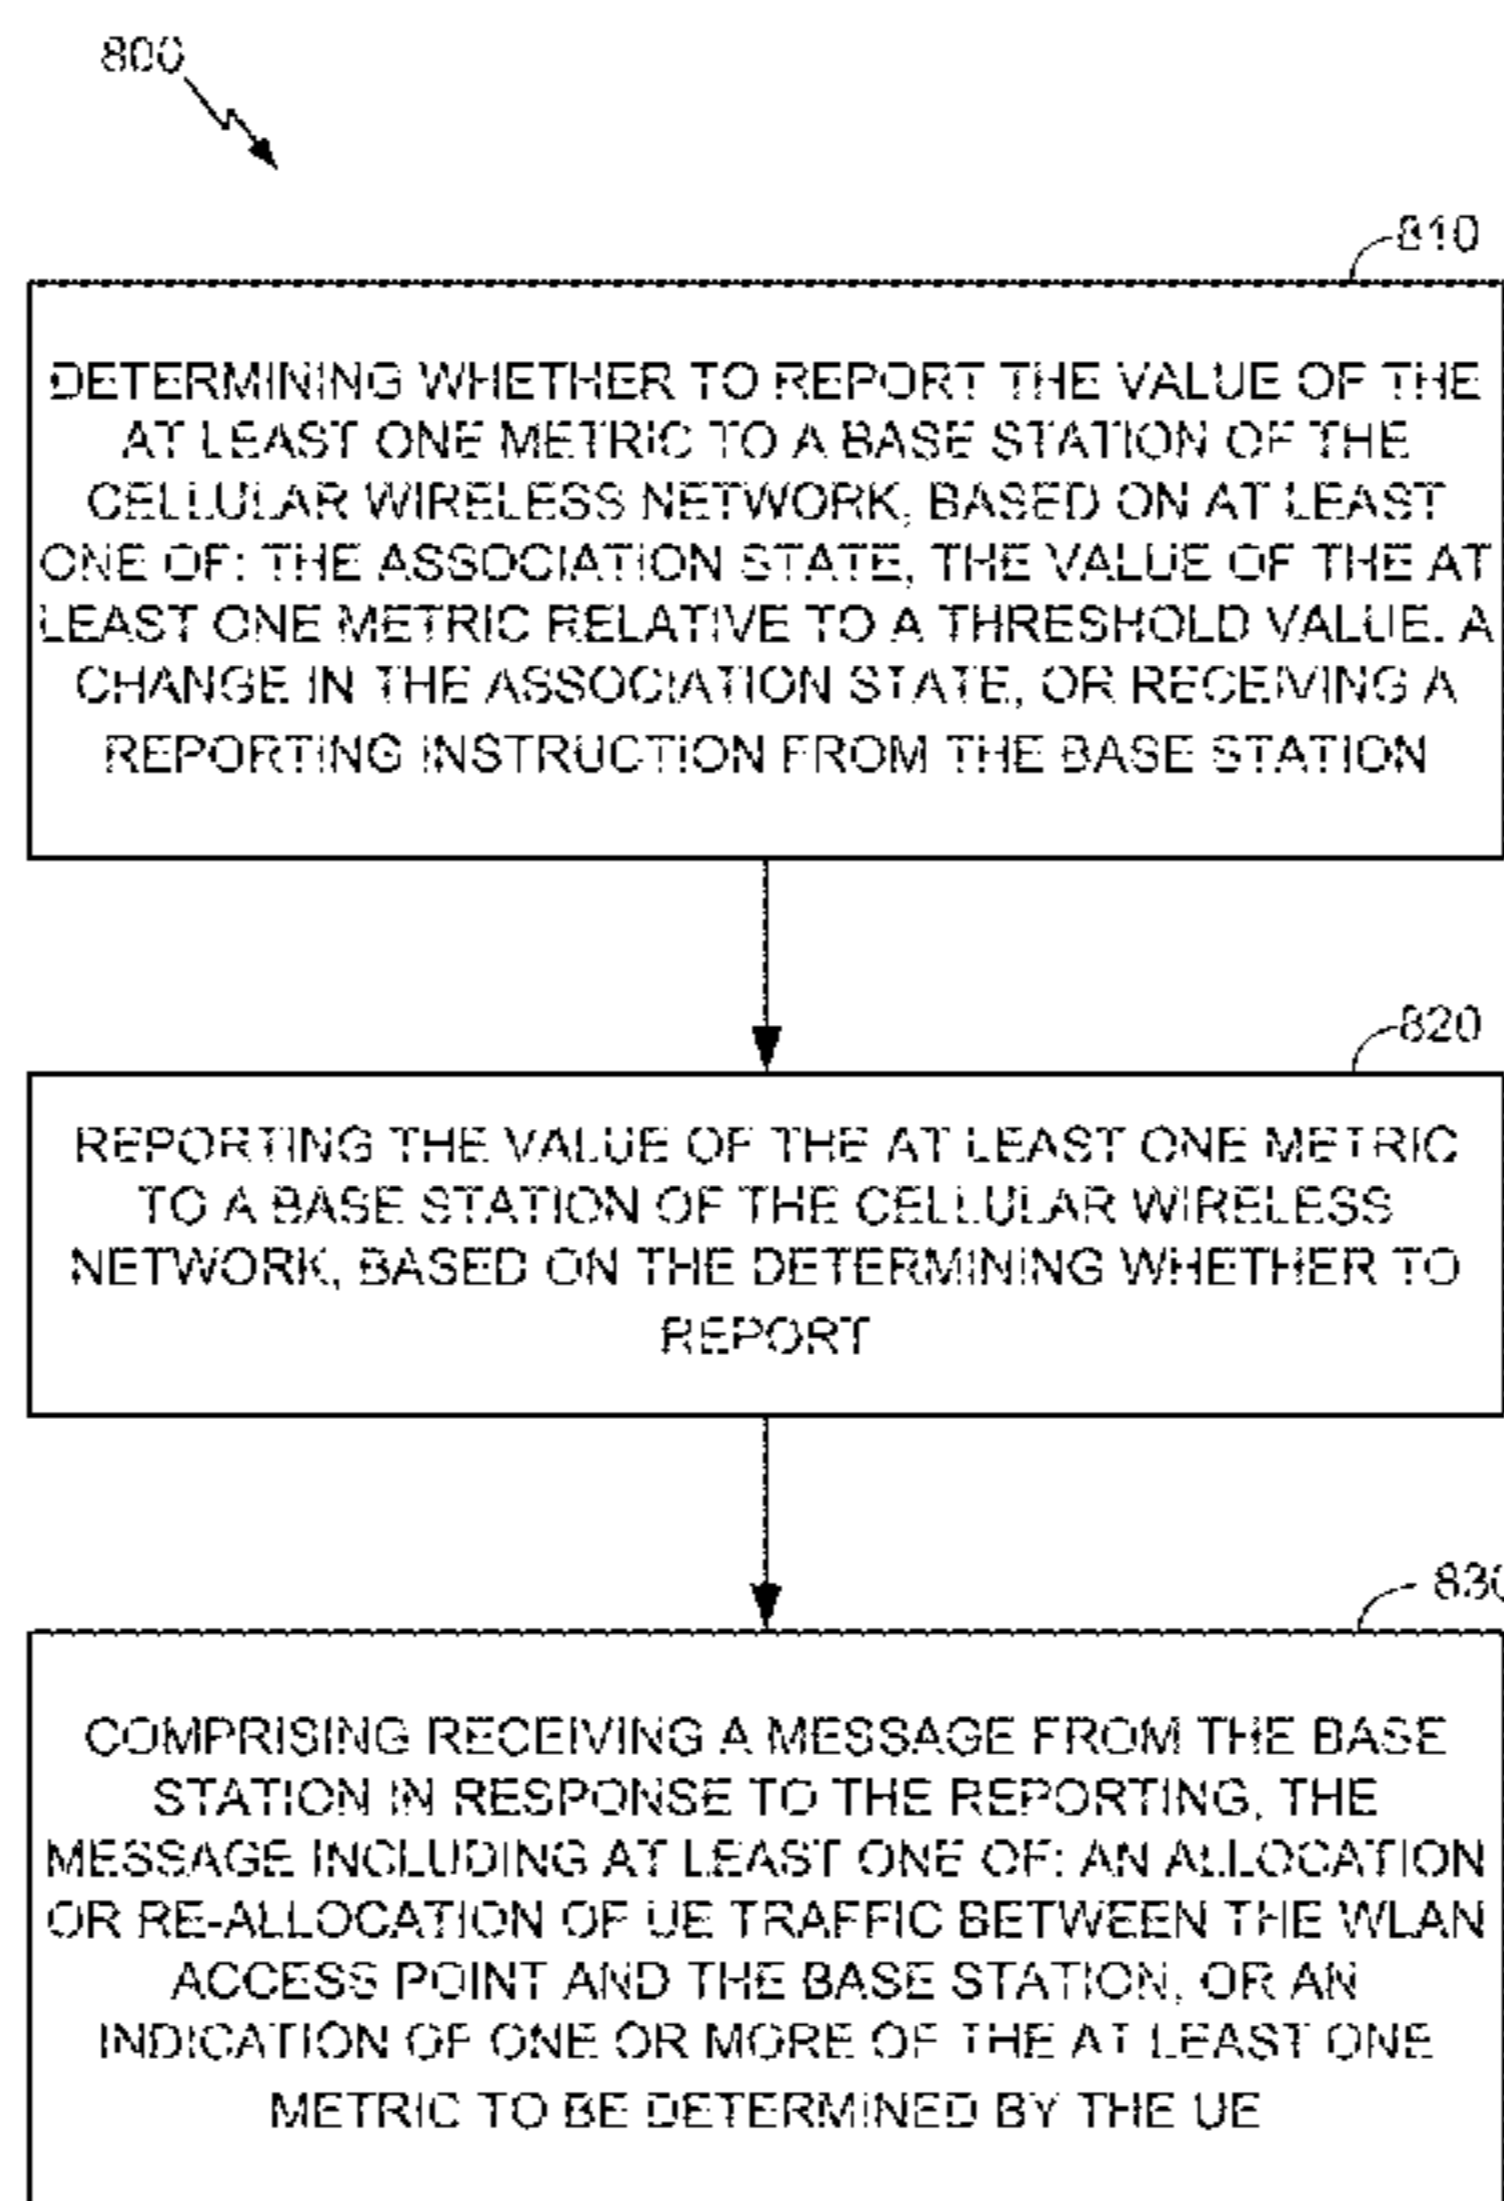 800
810
DETERMINING WHETHER TO REPORT THE VALUE OF THE
AT LEAST ONE METRIC TO A BASE STATION OF THE
CELLULAR WIRELESS NETWORK, BASED ON AT LEAST
ONE OF: THE ASSOCIATION STATE, THE VALUE OF THE AT
LEAST ONE METRIC RELATIVE TO A THRESHOLD VALUE. A
CHANGE IN THE ASSOCIATION STATE, OR RECEIVING A
REPORTING INSTRUCTION FROM THE BASE STATION
820
REPORTING THE VALUE OF THE AT LEAST ONE METRIC
TO A BASE STATION OF THE CELLULAR WIRELESS
NETWORK, BASED ON THE DETERMINING WHETHER TO
REPORT
830
COMPRISING RECEIVING A MESSAGE FROM THE BASE
STATION IN RESPONSE TO THE REPORTING, THE
MESSAGE INCLUDING AT LEAST ONE OF: AN ALLOCATION
OR RE-ALLOCATION OF UE TRAFFIC BETWEEN THE WLAN
ACCESS POINT AND THE BASE STATION, OR AN
INDICATION OF ONE OR MORE OF THE AT LEAST ONE
METRIC TO BE DETERMINED BY THE UE